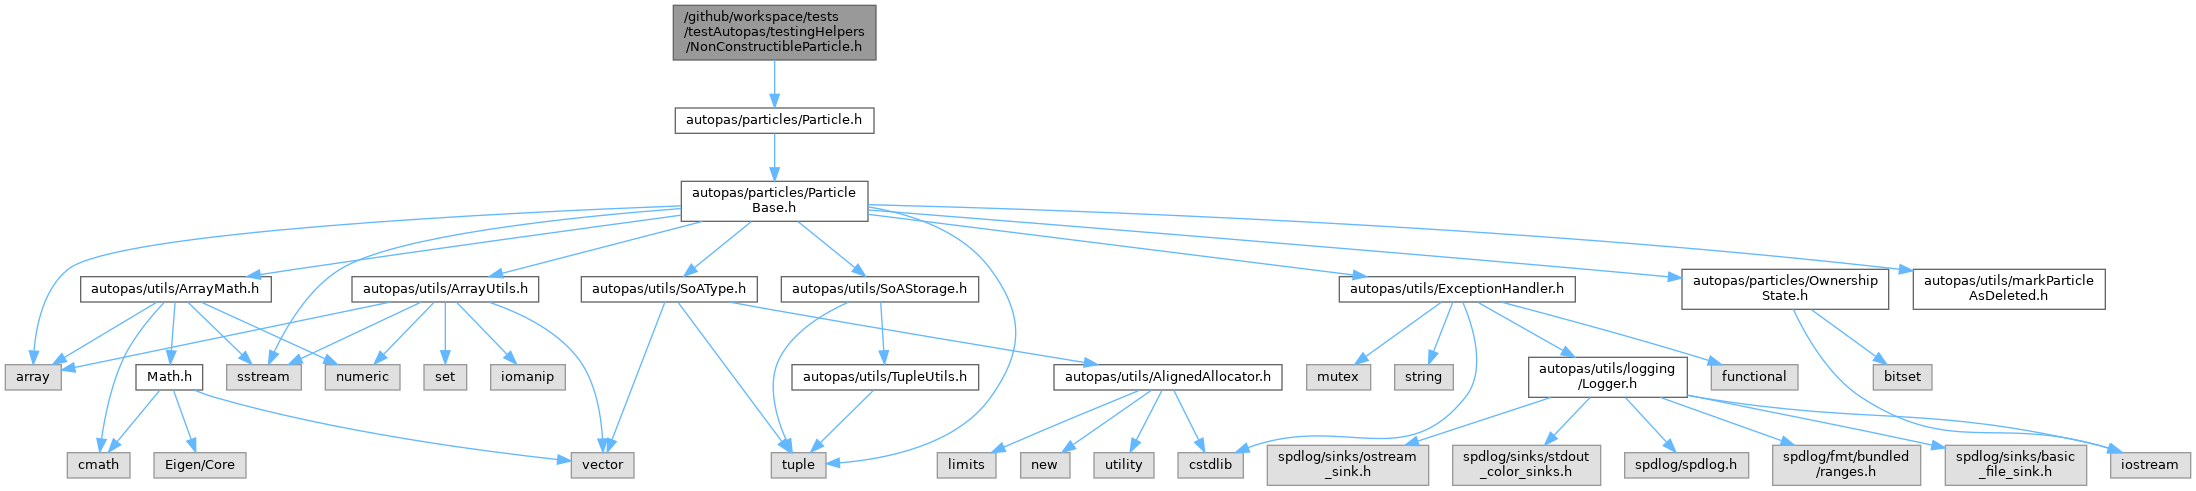 /github/workspace/tests
/testAutopas/testingHelpers
/NonConstructibleParticle.h
autopas/particles/Particle.h
autopas/particles/Particle
Base.h
autopas/utils/ArrayMath.h
autopas/utils/ArrayUtils.h
autopas/utils/SoAType.h
autopas/utils/SoAStorage.h
autopas/utils/ExceptionHandler.h
autopas/particles/Ownership
State.h
autopas/utils/markParticle
AsDeleted.h
array
Math.h
sstream
numeric
set
iomanip
autopas/utils/TupleUtils.h
autopas/utils/AlignedAllocator.h
mutex
string
autopas/utils/logging
/Logger.h
functional
bitset
cmath
Eigen/Core
vector
tuple
limits
new
utility
cstdlib
spdlog/sinks/ostream
_sink.h
spdlog/sinks/stdout
_color_sinks.h
spdlog/spdlog.h
spdlog/fmt/bundled
/ranges.h
spdlog/sinks/basic
_file_sink.h
iostream